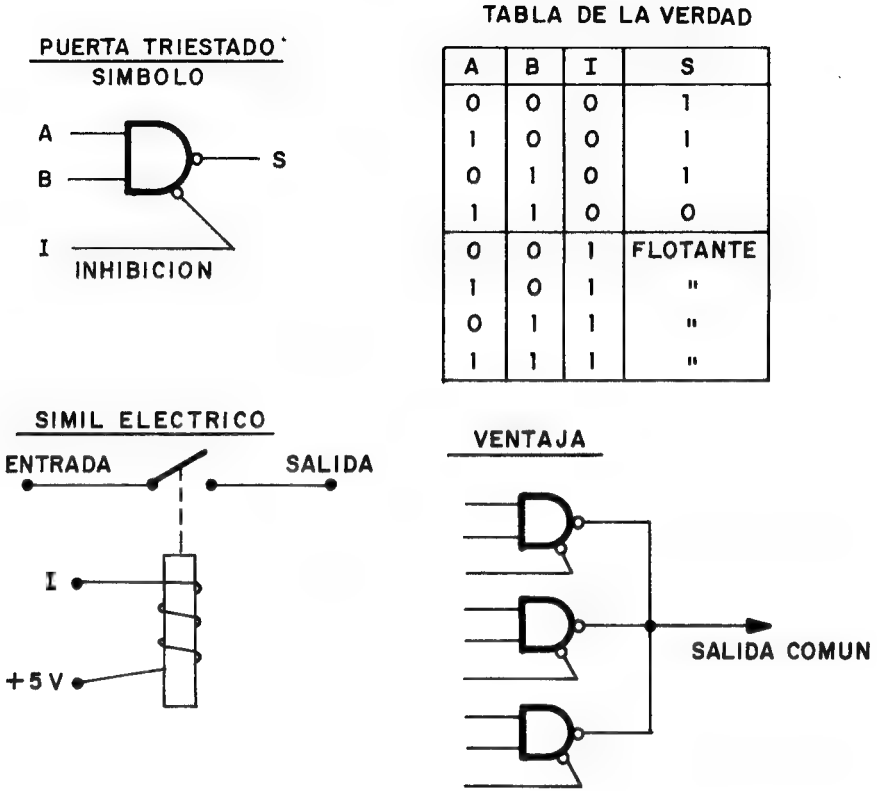 PUERTA TRIESTADO
SIMBOLO
A
B
S
I
INHIBICION
TABLA DE LA VERDAD
A B I S
0 0 0 1
1 0 0 1
0 1 0 1
1 1 0 0
0 0 1 FLOTANTE
1 0 1 "
0 1 1 "
1 1 1 "
SIMIL ELECTRICO
ENTRADA SALIDA
I
+5V
VENTAJA
SALIDA COMUN